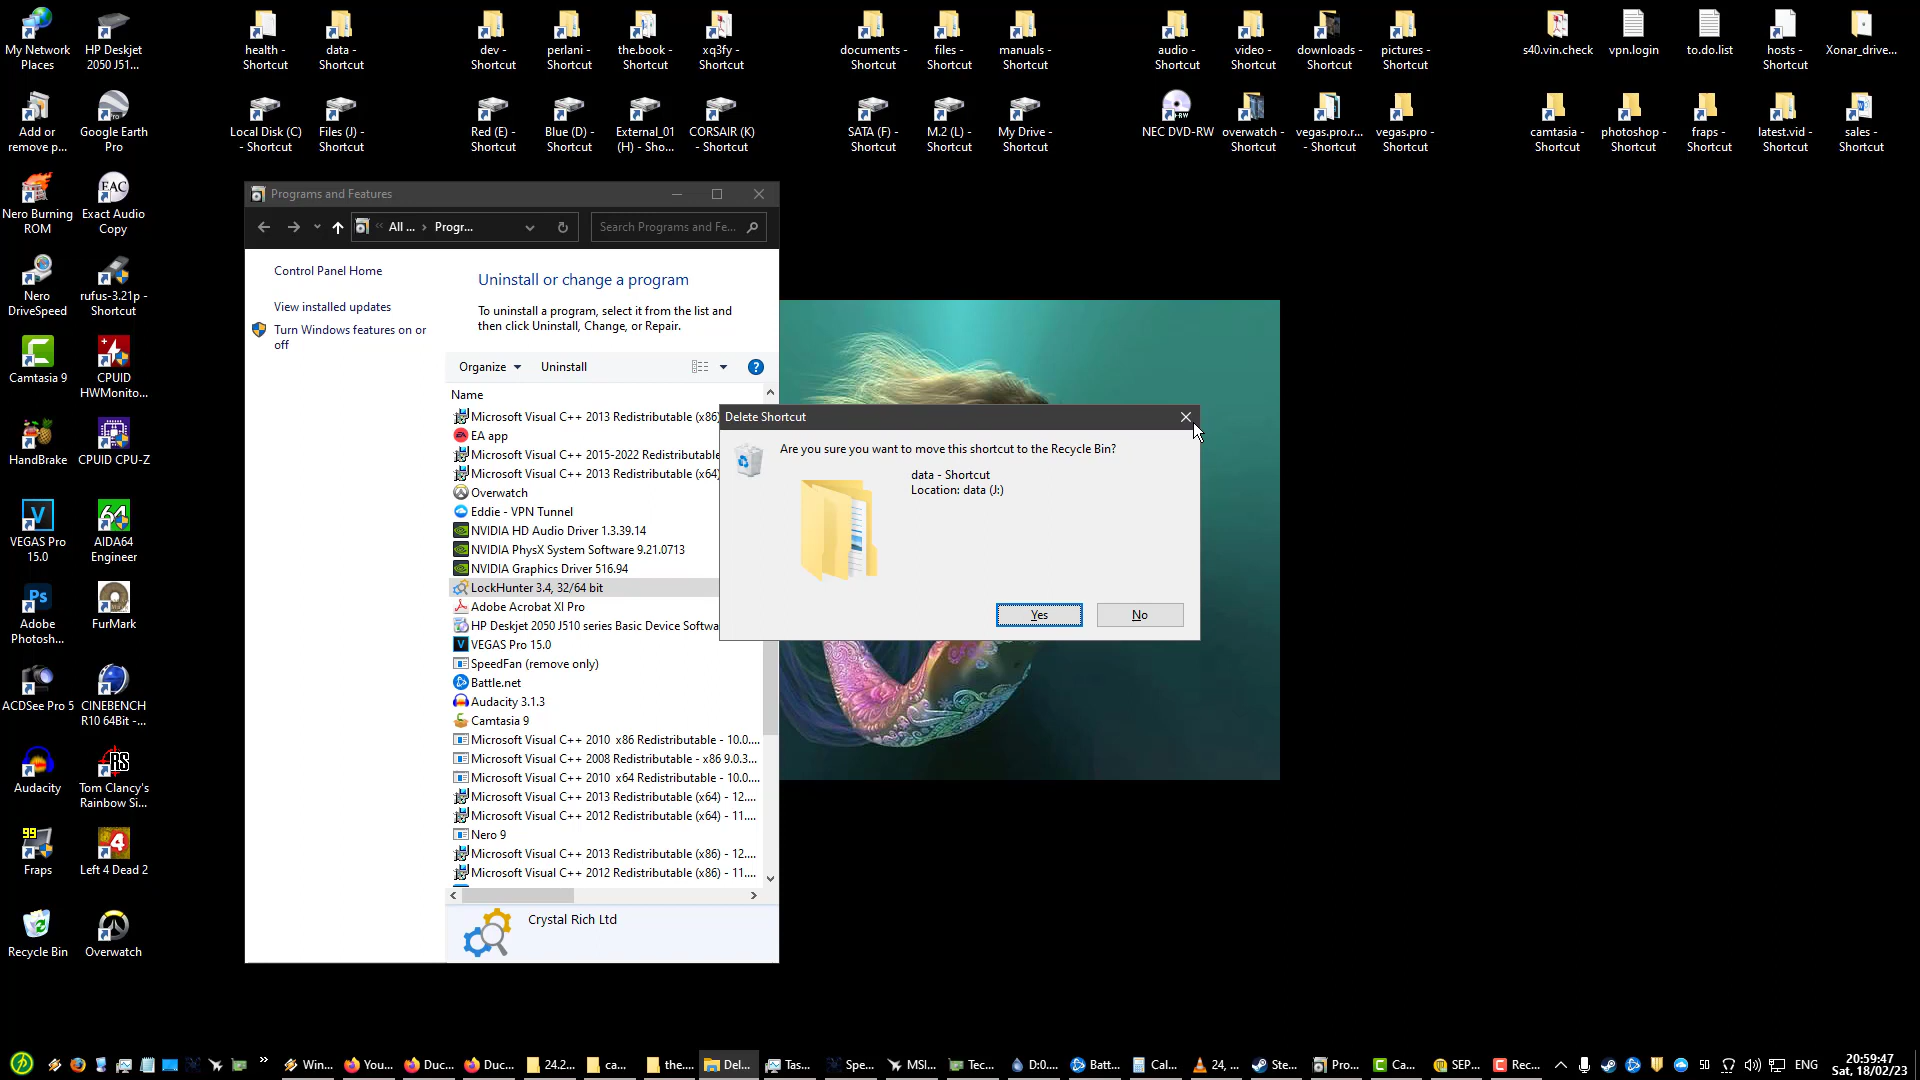 My Network
Places
HP Deskjet
2050 J51...
health -
Shortcut
data -
Shortcut
dev -
Shortcut
perlani -
Shortcut
the.book -
Shortcut
xq3fy -
Shortcut
documents -
Shortcut
files -
Shortcut
manuals -
Shortcut
audio -
Shortcut
video -
Shortcut
downloads -
Shortcut
pictures -
Shortcut
s40.vin.check
vpn.login
to.do.list
hosts -
Shortcut
Xonar_drive...
Add or
remove p...
Google Earth
Pro
Local Disk (C)
- Shortcut
Files (J) -
Shortcut
Red (E) -
Shortcut
Blue (D) -
Shortcut
External_01
(H) - Sho...
CORSAIR (K)
- Shortcut
SATA (F) -
Shortcut
M.2 (L) -
Shortcut
My Drive -
Shortcut
NEC DVD-RW
overwatch -
Shortcut
vegas.pro.r...
- Shortcut
vegas.pro -
Shortcut
camtasia -
Shortcut
photoshop -
Shortcut
fraps -
Shortcut
latest.vid -
Shortcut
sales -
Shortcut
Nero Burning
ROM
Exact Audio
Copy
Nero
DriveSpeed
rufus-3.21p -
Shortcut
Camtasia 9
CPUID
HWMonito...
HandBrake
CPUID CPU-Z
VEGAS Pro
15.0
AIDA64
Engineer
Adobe
Photosh...
FurMark
ACDSee Pro 5
CINEBENCH
R10 64Bit -...
Audacity
Tom Clancy's
Rainbow Si...
Fraps
Left 4 Dead 2
Recycle Bin
Overwatch
Programs and Features
All ...
Progr...
Search Programs and Fe...
Control Panel Home
View installed updates
Turn Windows features on or
off
Uninstall or change a program
To uninstall a program, select it from the list and
then click Uninstall, Change, or Repair.
Organize
Uninstall
Name
Microsoft Visual C++ 2013 Redistributable (x86)
EA app
Microsoft Visual C++ 2015-2022 Redistributable
Microsoft Visual C++ 2013 Redistributable (x64)
Overwatch
Eddie - VPN Tunnel
NVIDIA HD Audio Driver 1.3.39.14
NVIDIA PhysX System Software 9.21.0713
NVIDIA Graphics Driver 516.94
LockHunter 3.4, 32/64 bit
Adobe Acrobat XI Pro
HP Deskjet 2050 J510 series Basic Device Softwa
VEGAS Pro 15.0
SpeedFan (remove only)
Battle.net
Audacity 3.1.3
Camtasia 9
Microsoft Visual C++ 2010 x86 Redistributable - 10.0....
Microsoft Visual C++ 2008 Redistributable - x86 9.0.3...
Microsoft Visual C++ 2010 x64 Redistributable - 10.0....
Microsoft Visual C++ 2013 Redistributable (x64) - 12....
Microsoft Visual C++ 2012 Redistributable (x64) - 11....
Nero 9
Microsoft Visual C++ 2013 Redistributable (x86) - 12....
Microsoft Visual C++ 2012 Redistributable (x86) - 11....
Crystal Rich Ltd
Delete Shortcut
Are you sure you want to move this shortcut to the Recycle Bin?
data - Shortcut
Location: data (J:)
Yes
No
Win...
You...
Duc...
Duc...
24.2...
ca...
the....
Del...
Tas...
Spe...
MSI...
Tec...
D:0...
Batt...
Cal...
24, ...
Ste...
Pro...
Ca...
SEP...
Rec...
50
ENG
20:59:47
Sat, 18/02/23